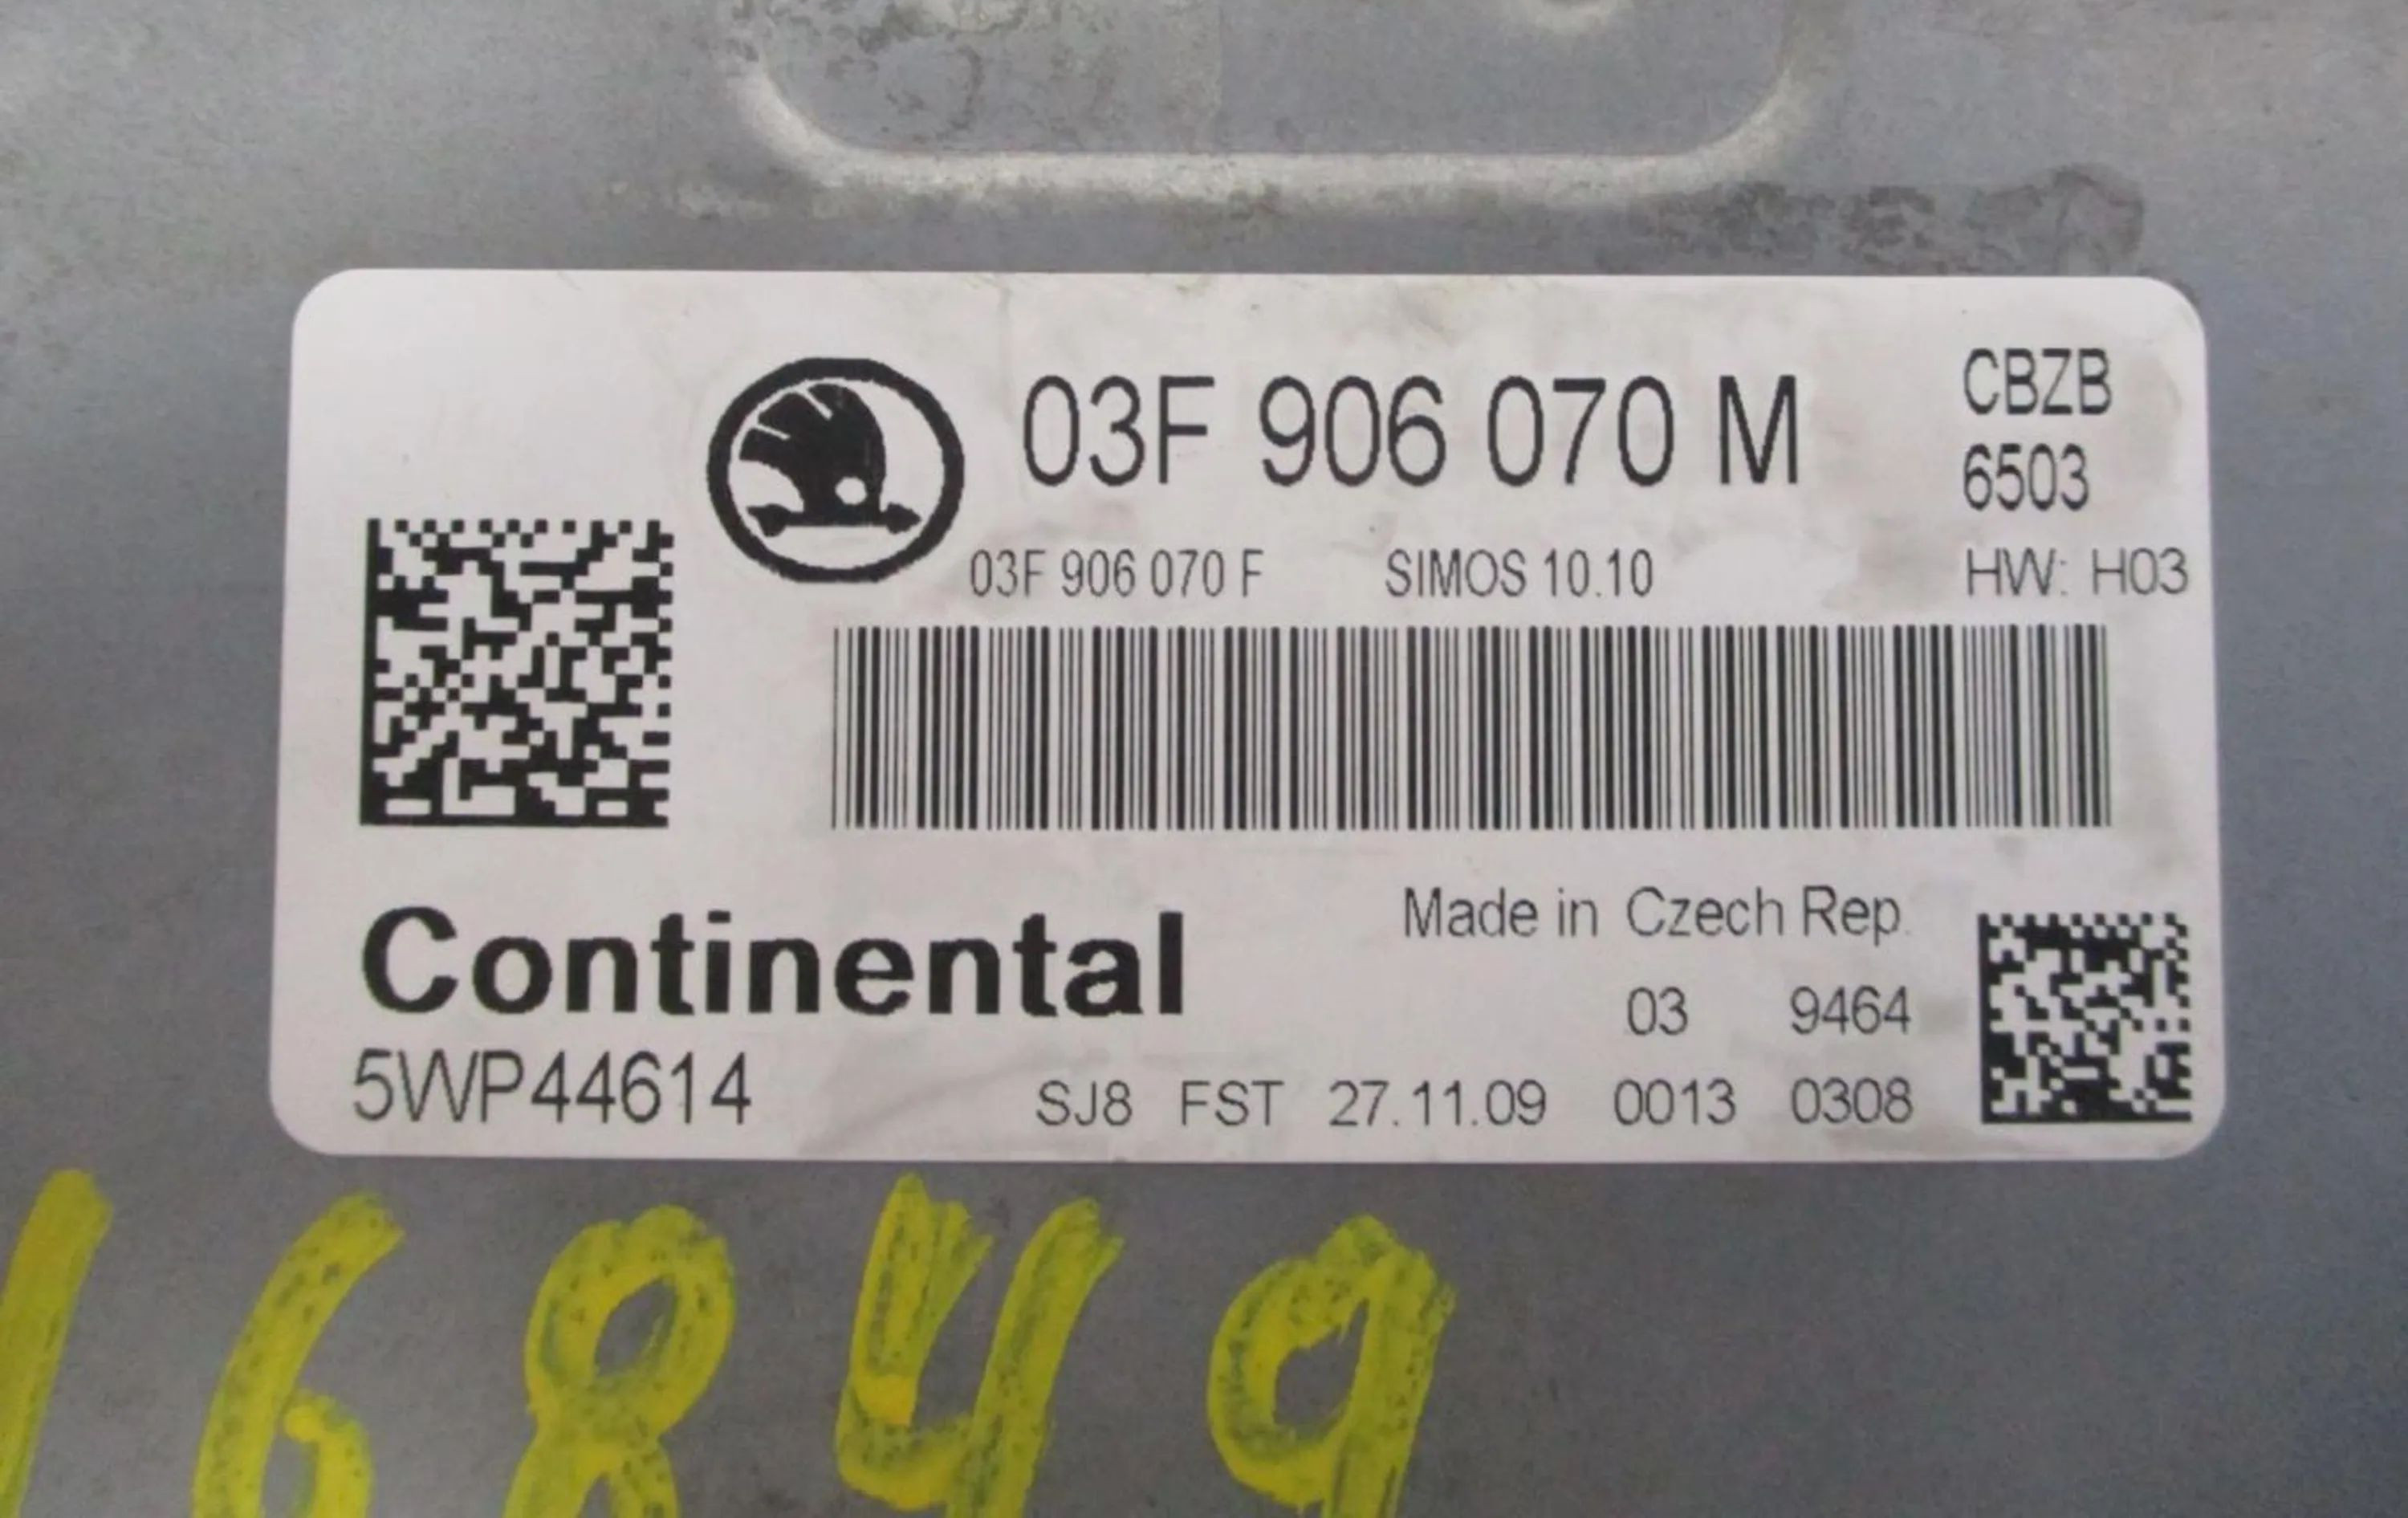 03F 906 070 M
CBZB
6503
03F 906 070 F SIMOS 10.10 HW: H03
Continental
Made in Czech Rep.
03 9464
5WP44614 SJ8 FST 27.11.09 0013 0308
16849